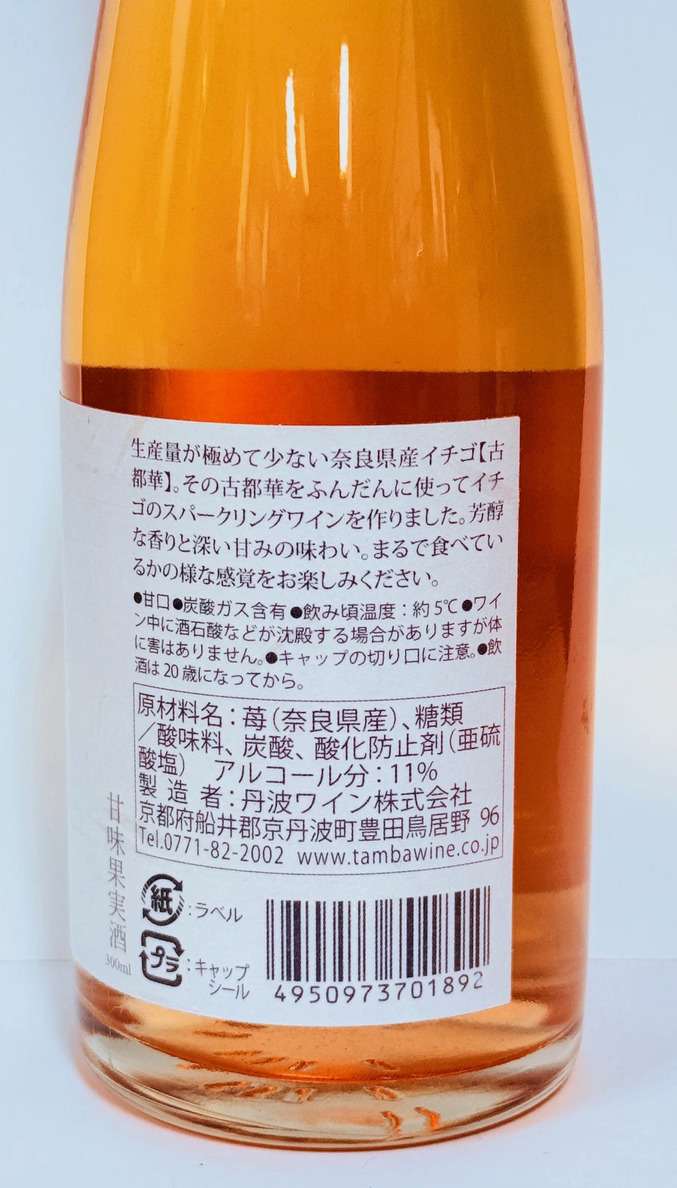 生産量が極めて少ない奈良県産イチゴ【古
都華】。その古都華をふんだんに使ってイチ
ゴのスパークリングワインを作りました。芳醇
な香りと深い甘みの味わい。まるで食べてい
るかの様な感覚をお楽しみください。
●甘口●炭酸ガス含有●飲み頃温度：約5℃●ワイ
ン中に酒石酸などが沈殿する場合がありますが体
に害はありません。●キャップの切り口に注意。●飲
酒は20歳になってから。
原材料名：苺（奈良県産）、糖類
／酸味料、炭酸、酸化防止剤（亜硫
酸塩） アルコール分：11%
製造者：丹波ワイン株式会社
京都府船井郡京丹波町豊田鳥居野 96
Tel.0771-82-2002 www.tambawine.co.jp
甘味果実酒
300ml
紙：ラベル
プラ：キャップ
シール
4950973701892